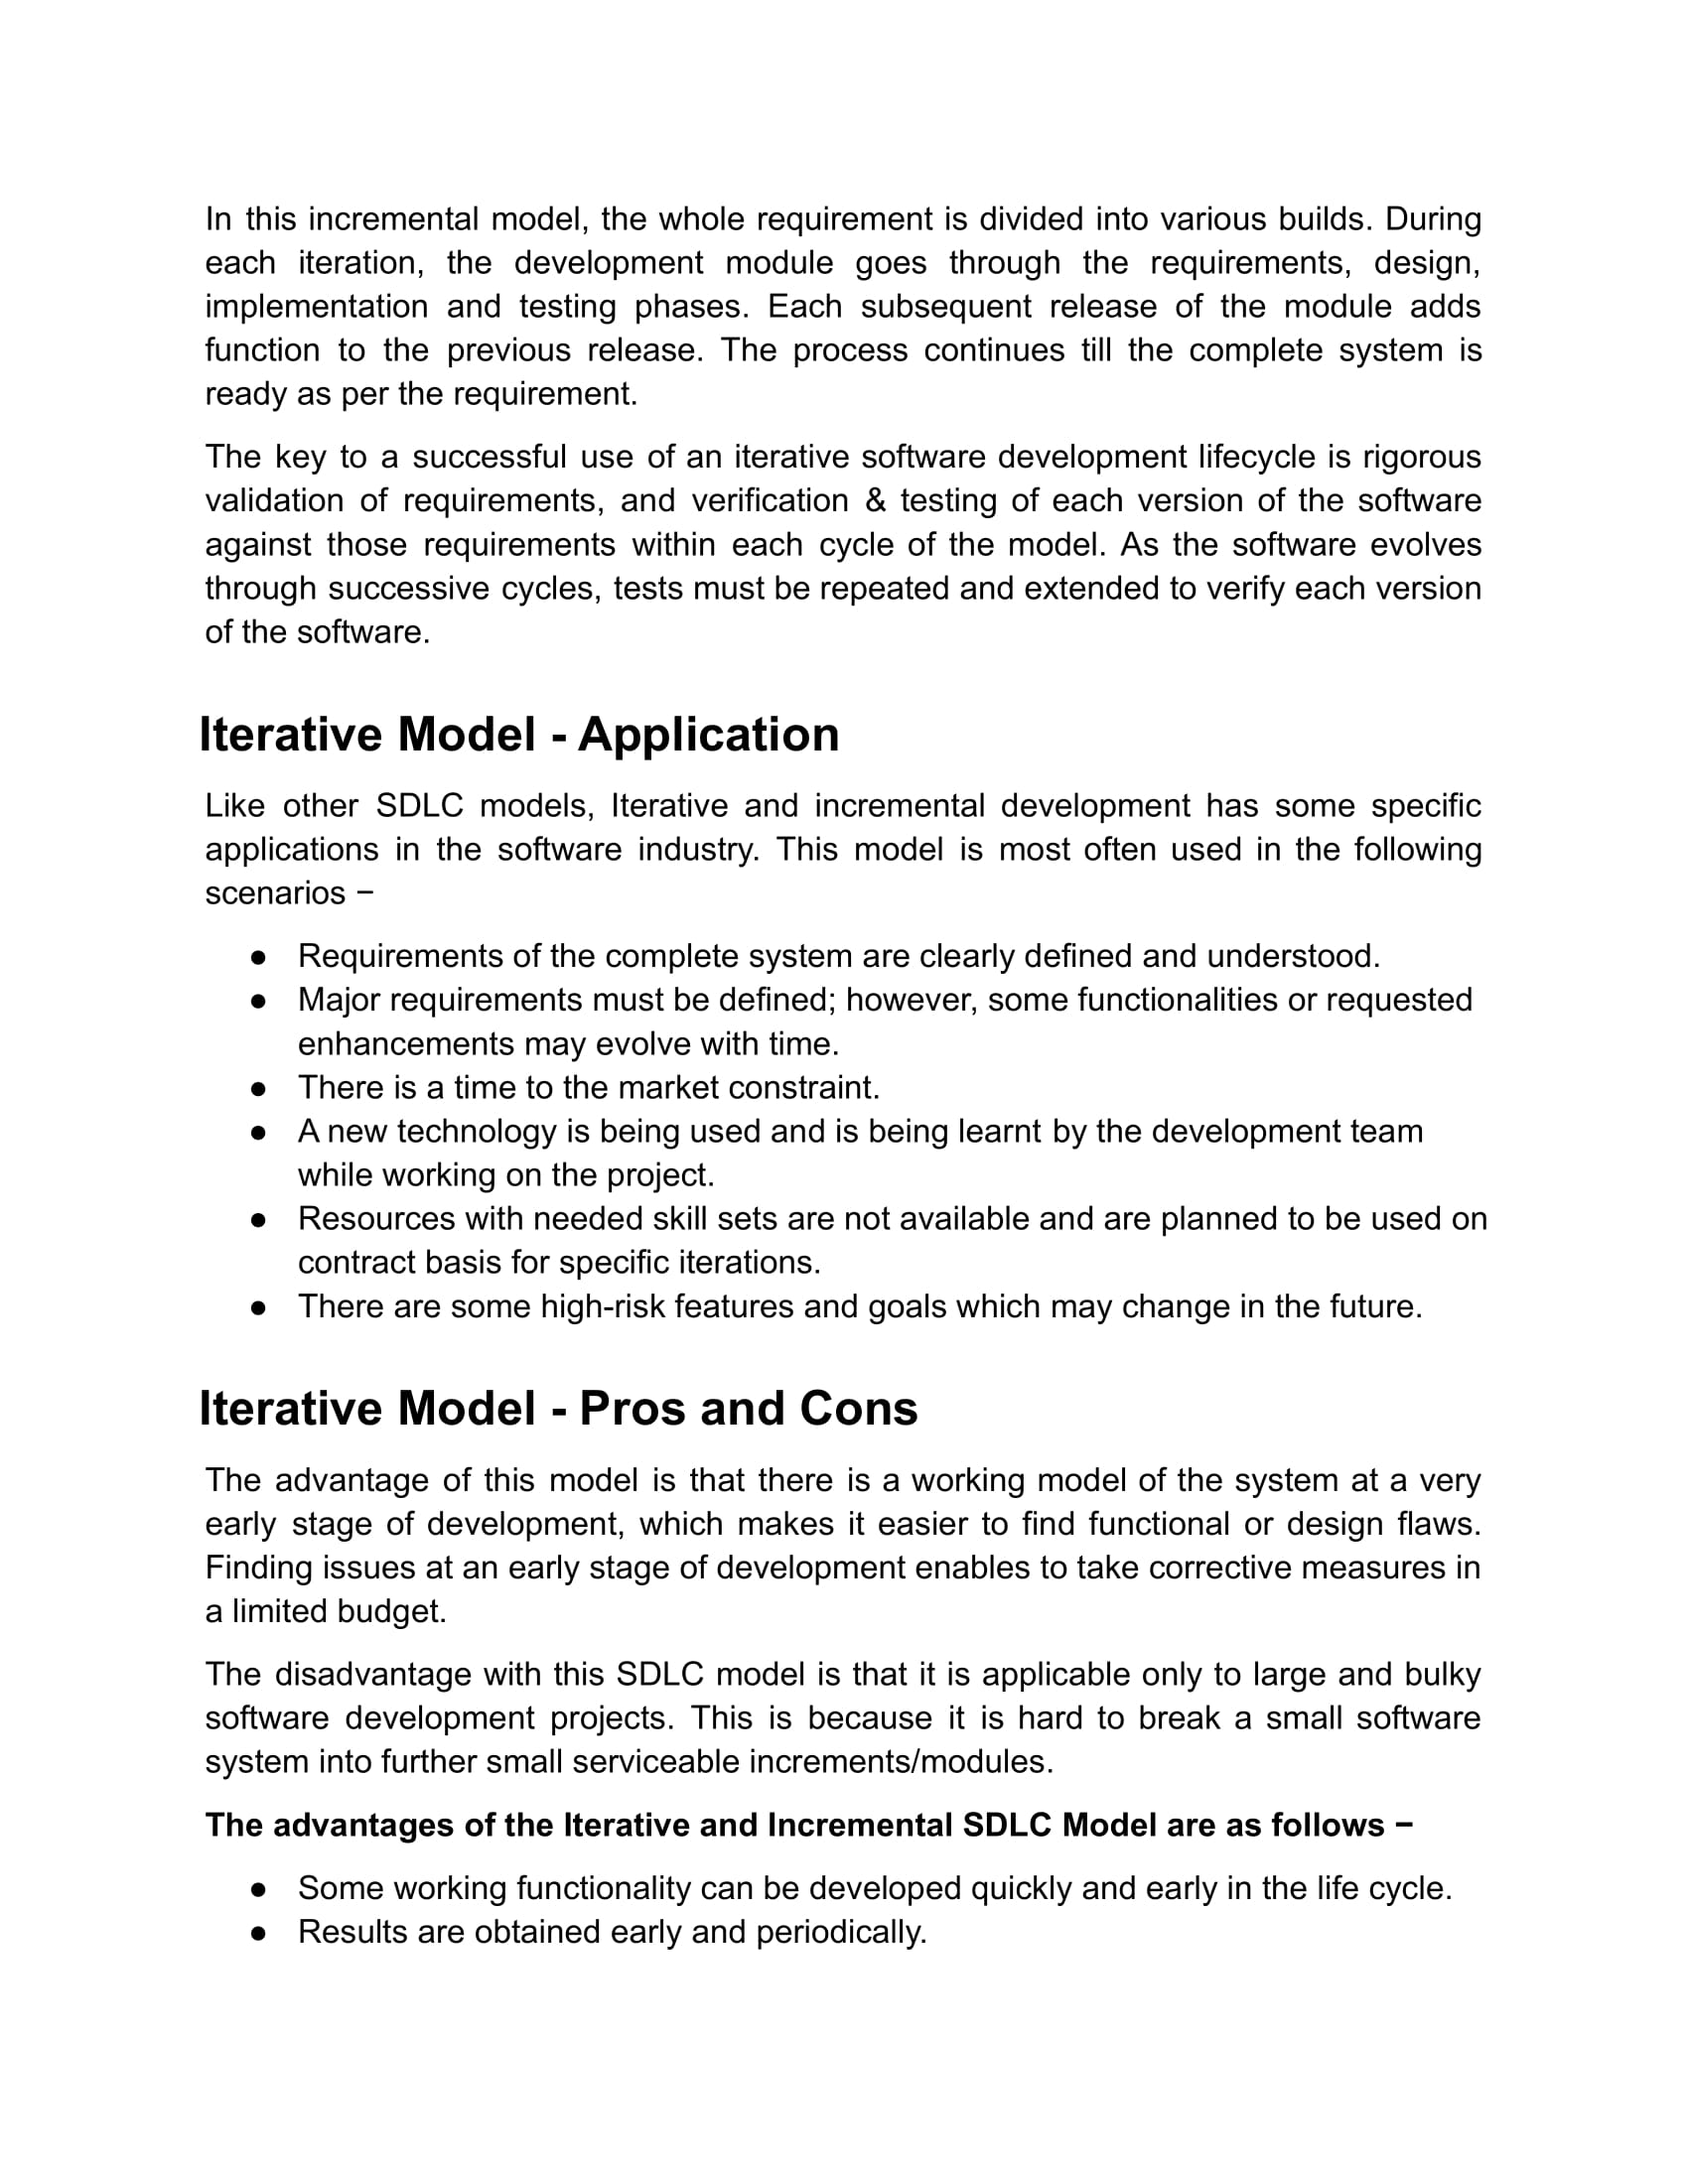 In this incremental model, the whole requirement is divided into various builds. During
each iteration, the development module goes through the requirements, design,
implementation and testing phases. Each subsequent release of the module adds
function to the previous release. The process continues till the complete system is
ready as per the requirement.
The key to a successful use of an iterative software development lifecycle is rigorous
validation of requirements, and verification & testing of each version of the software
against those requirements within each cycle of the model. As the software evolves
through successive cycles, tests must be repeated and extended to verify each version
of the software.
Iterative Model - Application
Like other SDLC models, Iterative and incremental development has some specific
applications in the software industry. This model is most often used in the following
scenarios −
● Requirements of the complete system are clearly defined and understood.
● Major requirements must be defined; however, some functionalities or requested
enhancements may evolve with time.
● There is a time to the market constraint.
● A new technology is being used and is being learnt by the development team
while working on the project.
● Resources with needed skill sets are not available and are planned to be used on
contract basis for specific iterations.
● There are some high-risk features and goals which may change in the future.
Iterative Model - Pros and Cons
The advantage of this model is that there is a working model of the system at a very
early stage of development, which makes it easier to find functional or design flaws.
Finding issues at an early stage of development enables to take corrective measures in
a limited budget.
The disadvantage with this SDLC model is that it is applicable only to large and bulky
software development projects. This is because it is hard to break a small software
system into further small serviceable increments/modules.
The advantages of the Iterative and Incremental SDLC Model are as follows −
● Some working functionality can be developed quickly and early in the life cycle.
● Results are obtained early and periodically.